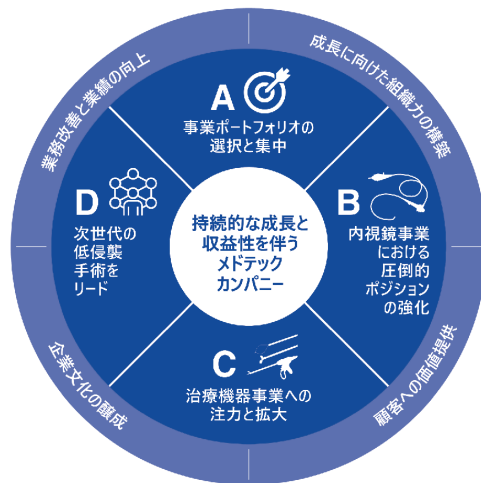 業務改善と業績の向上
成長に向けた組織力の構築
A
事業ポートフォリオの
選択と集中
B
内視鏡事業
における
圧倒的
ポジション
の強化
持続的な成長と
収益性を伴う
メドテック
カンパニー
D
次世代の
低侵襲
手術を
リード
C
治療機器事業への
注力と拡大
企業文化の醸成
顧客への価値提供